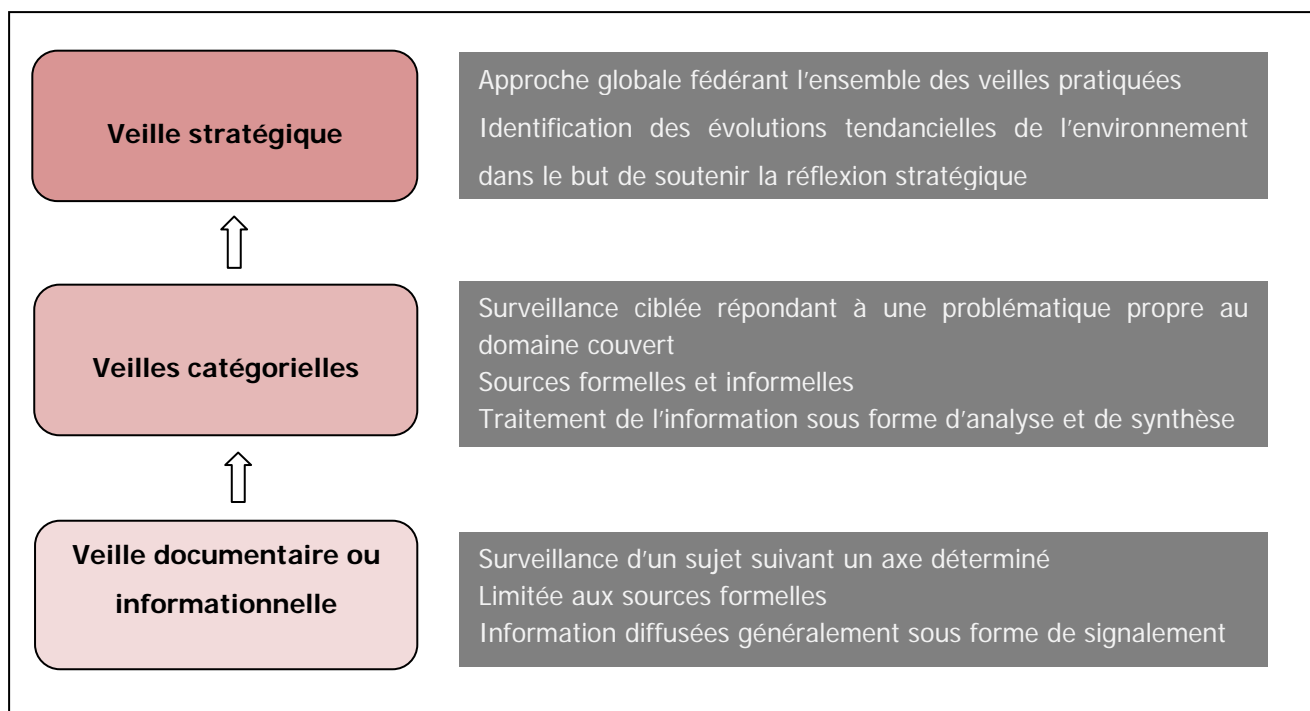 Veille stratégique
Approche globale fédérant l'ensemble des veilles pratiquées
Identification des évolutions tendancielles de l'environnement
dans le but de soutenir la réflexion stratégique
Veilles catégorielles
Surveillance ciblée répondant à une problématique propre au
domaine couvert
Sources formelles et informelles
Traitement de l'information sous forme d'analyse et de synthèse
Veille documentaire ou
informationnelle
Surveillance d'un sujet suivant un axe déterminé
Limitée aux sources formelles
Information diffusées généralement sous forme de signalement